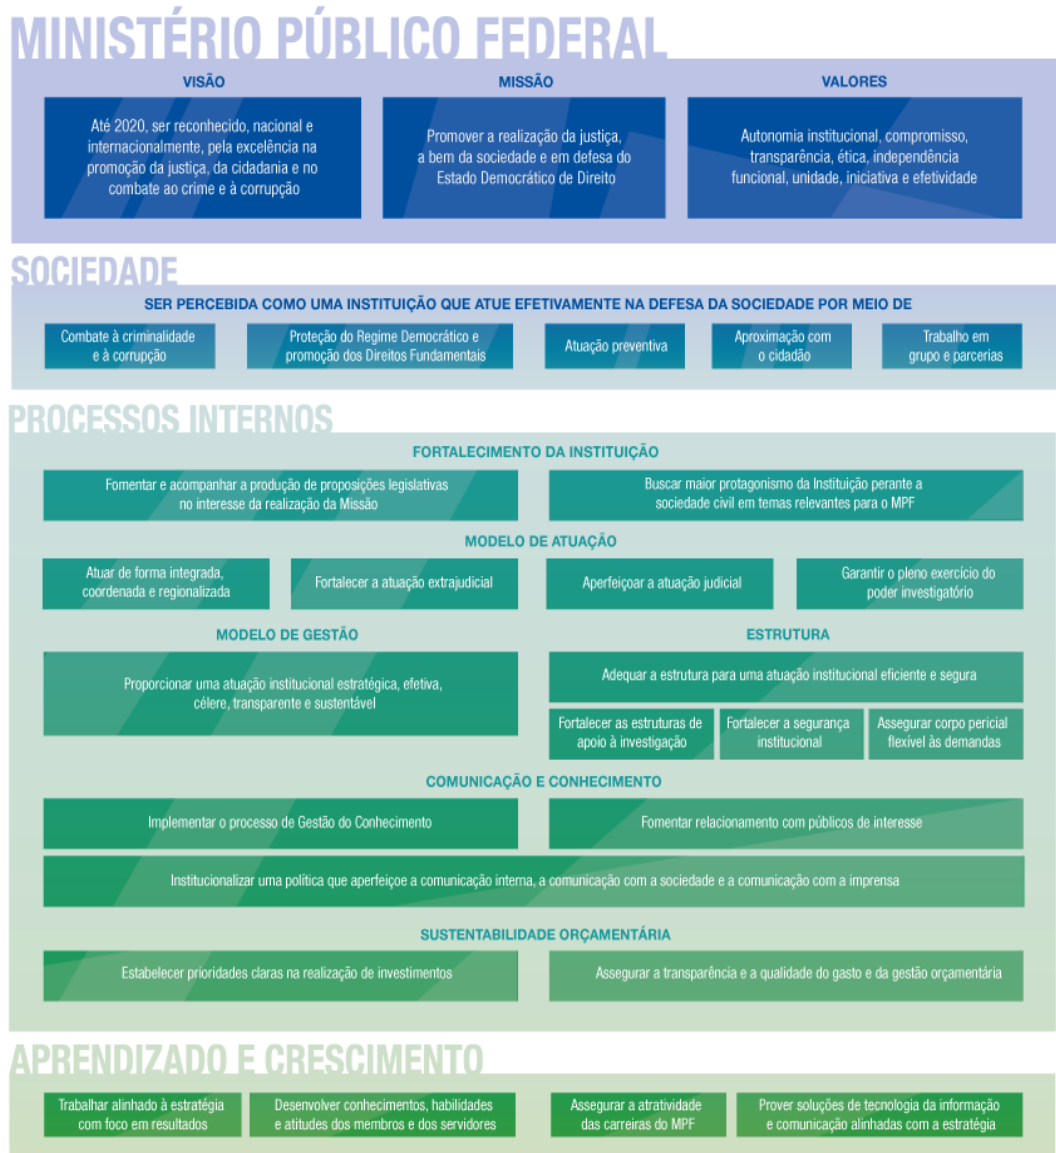 MINISTÉRIO PÚBLICO FEDERAL
VISÃO
Até 2020, ser reconhecido, nacional e
internacionalmente, pela excelência na
promoção da justiça, da cidadania e no
combate ao crime e à corrupção
MISSÃO
Promover a realização da justiça,
a bem da sociedade e em defesa do
Estado Democrático de Direito
VALORES
Autonomia institucional, compromisso,
transparência, ética, independência
funcional, unidade, iniciativa e efetividade
SOCIEDADE
SER PERCEBIDA COMO UMA INSTITUIÇÃO QUE ATUE EFETIVAMENTE NA DEFESA DA SOCIEDADE POR MEIO DE
Combate à criminalidade
e à corrupção
Proteção do Regime Democrático e
promoção dos Direitos Fundamentais
Atuação preventiva
Aproximação com
o cidadão
Trabalho em
grupo e parcerias
PROCESSOS INTERNOS
FORTALECIMENTO DA INSTITUIÇÃO
Fomentar e acompanhar a produção de proposições legislativas
no interesse da realização da Missão
Buscar maior protagonismo da Instituição perante a
sociedade civil em temas relevantes para o MPF
MODELO DE ATUAÇÃO
Atuar de forma integrada,
coordenada e regionalizada
Fortalecer a atuação extrajudicial
Aperfeiçoar a atuação judicial
Garantir o pleno exercício do
poder investigatório
MODELO DE GESTÃO
Proporcionar uma atuação institucional estratégica, efetiva,
célere, transparente e sustentável
ESTRUTURA
Adequar a estrutura para uma atuação institucional eficiente e segura
Fortalecer as estruturas de
apoio à investigação
Fortalecer a segurança
institucional
Assegurar corpo pericial
flexível às demandas
COMUNICAÇÃO E CONHECIMENTO
Implementar o processo de Gestão do Conhecimento
Fomentar relacionamento com públicos de interesse
Institucionalizar uma política que aperfeiçoe a comunicação interna, a comunicação com a sociedade e a comunicação com a imprensa
SUSTENTABILIDADE ORÇAMENTÁRIA
Estabelecer prioridades claras na realização de investimentos
Assegurar a transparência e a qualidade do gasto e da gestão orçamentária
APRENDIZADO E CRESCIMENTO
Trabalhar alinhado à estratégia
com foco em resultados
Desenvolver conhecimentos, habilidades
e atitudes dos membros e dos servidores
Assegurar a atratividade
das carreiras do MPF
Prover soluções de tecnologia da informação
e comunicação alinhadas com a estratégia